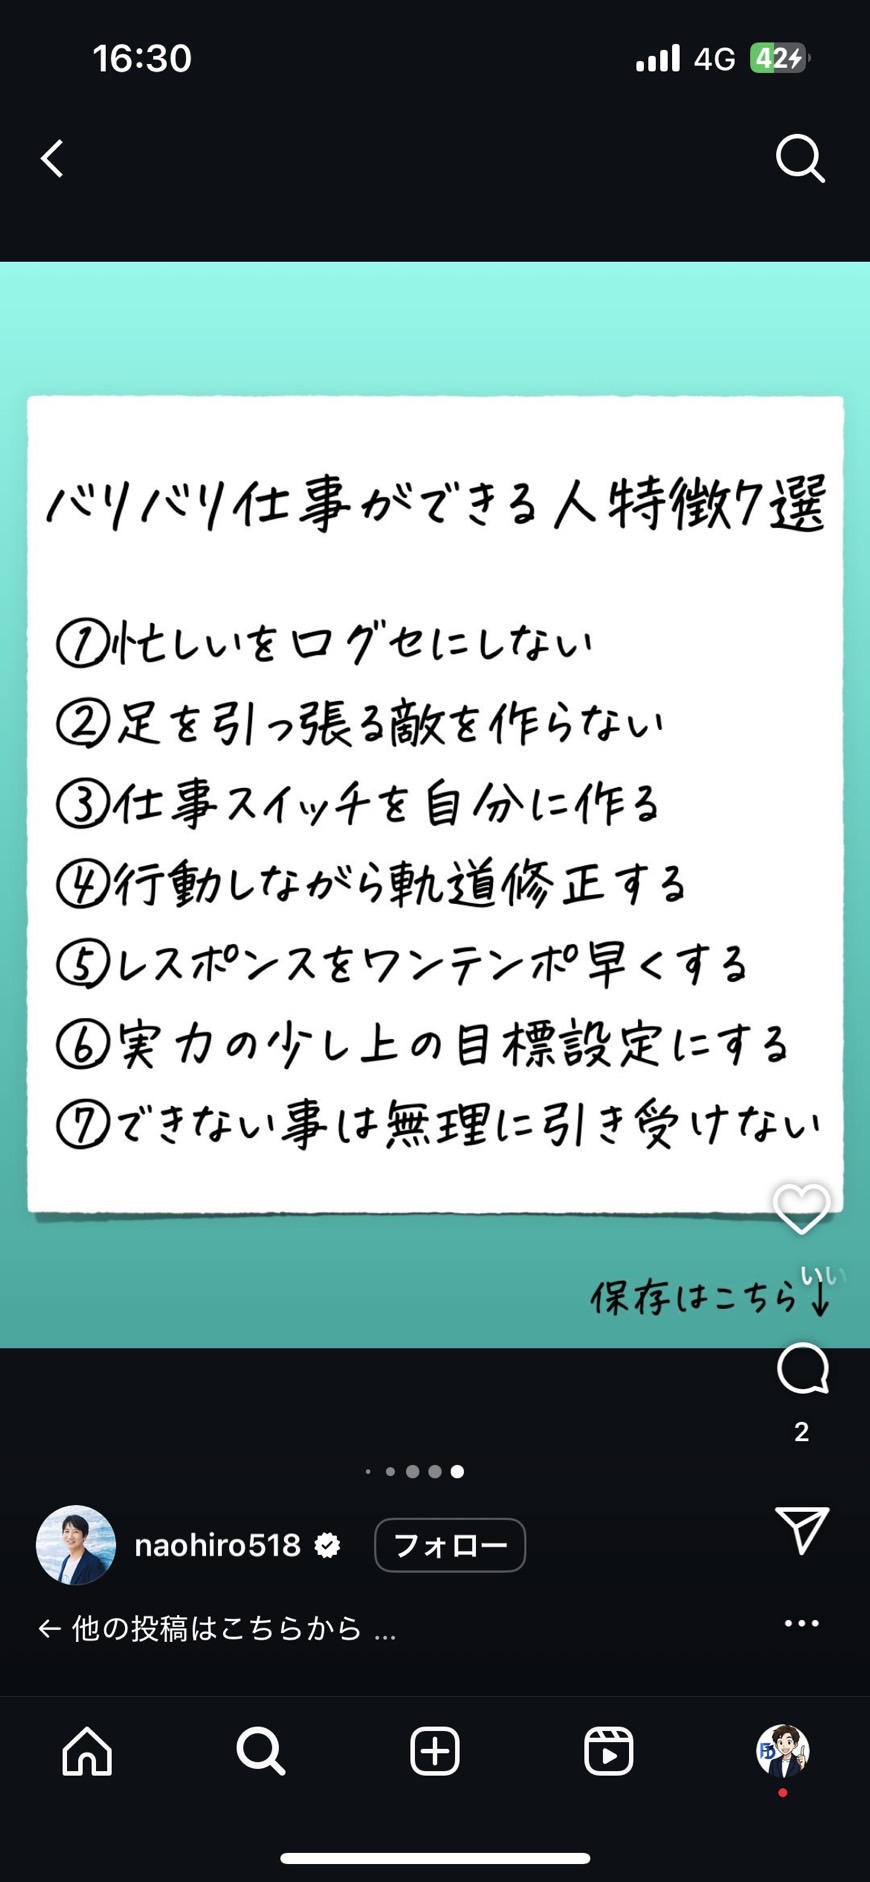 16:30
4G
42
バリバリ仕事ができる人特徴7選
①忙しいをログセにしない
②足を引っ張る敵を作らない
③仕事スイッチを自分に作る
④行動しながら軌道修正する
⑤レスポンスをワンテンポ早くする
⑥実力の少し上の目標設定にする
⑦できない事は無理に引き受けない
いい
保存はこちら↓
2
naohiro518
フォロー
← 他の投稿はこちらから ...